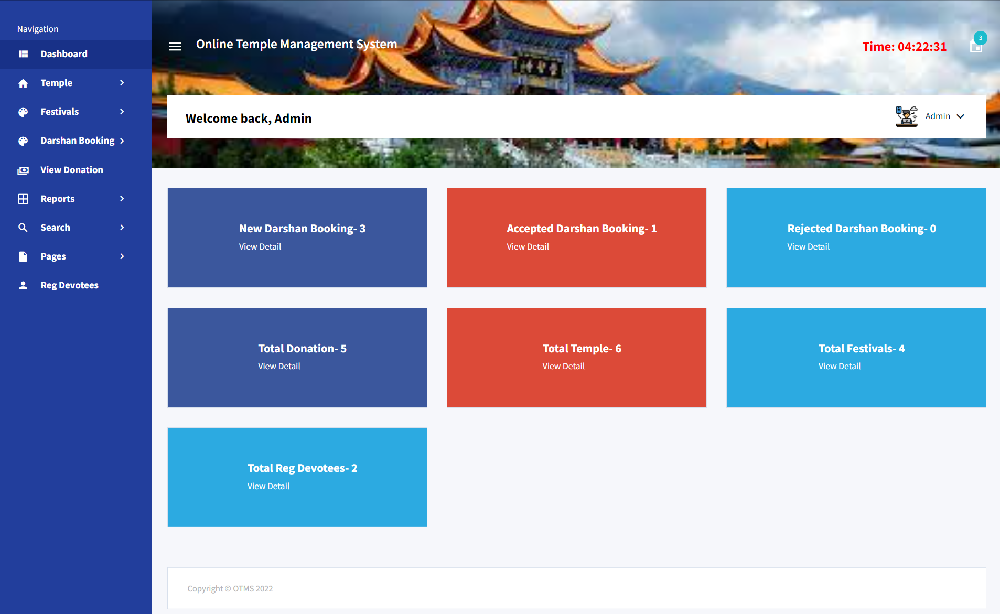 Navigation
Dashboard
Temple
Festivals
Darshan Booking
View Donation
Reports
Search
Pages
Reg Devotees
Online Temple Management System
Time: 04:22:31
3
Welcome back, Admin
Admin
New Darshan Booking- 3
View Detail
Accepted Darshan Booking- 1
View Detail
Rejected Darshan Booking- 0
View Detail
Total Donation- 5
View Detail
Total Temple- 6
View Detail
Total Festivals- 4
View Detail
Total Reg Devotees- 2
View Detail
Copyright © OTMS 2022